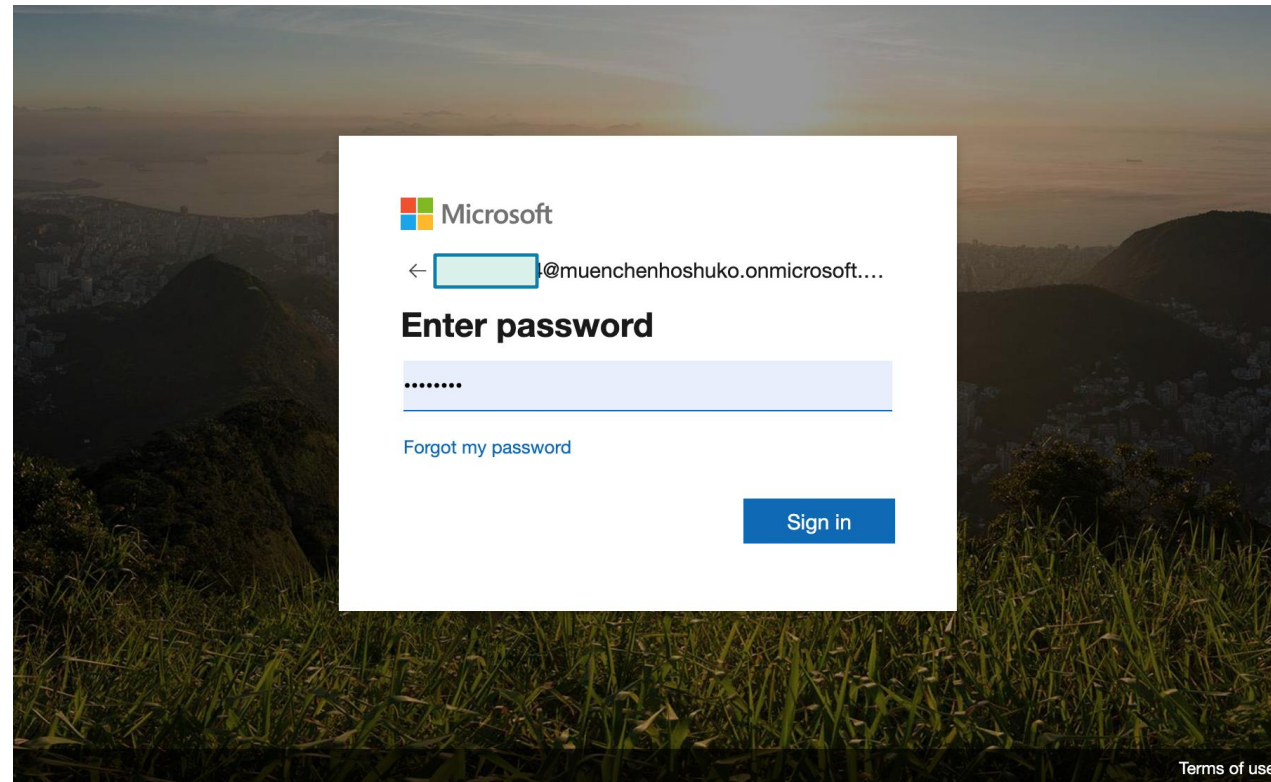 Microsoft
4@muenchenhoshuko.onmicrosoft....
Enter password
••••••••
Forgot my password
Sign in
Terms of use